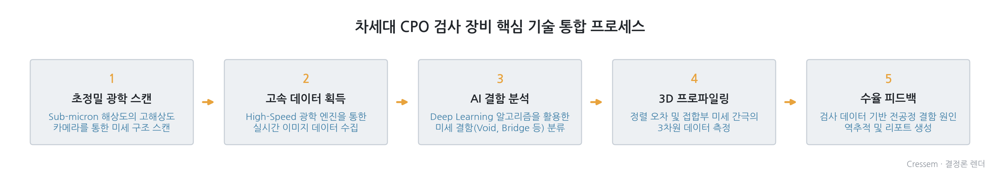 차세대 CPO 검사 장비 핵심 기술 통합 프로세스
1
초정밀 광학 스캔
Sub-micron 해상도의 고해상도
카메라를 통한 미세 구조 스캔
2
고속 데이터 획득
High-Speed 광학 엔진을 통한
실시간 이미지 데이터 수집
3
AI 결함 분석
Deep Learning 알고리즘을 활용한
미세 결함(Void, Bridge 등) 분류
4
3D 프로파일링
정렬 오차 및 접합부 미세 간극의
3차원 데이터 측정
5
수율 피드백
검사 데이터 기반 전공정 결함 원인
역추적 및 리포트 생성
Cressem · 결정론 렌더